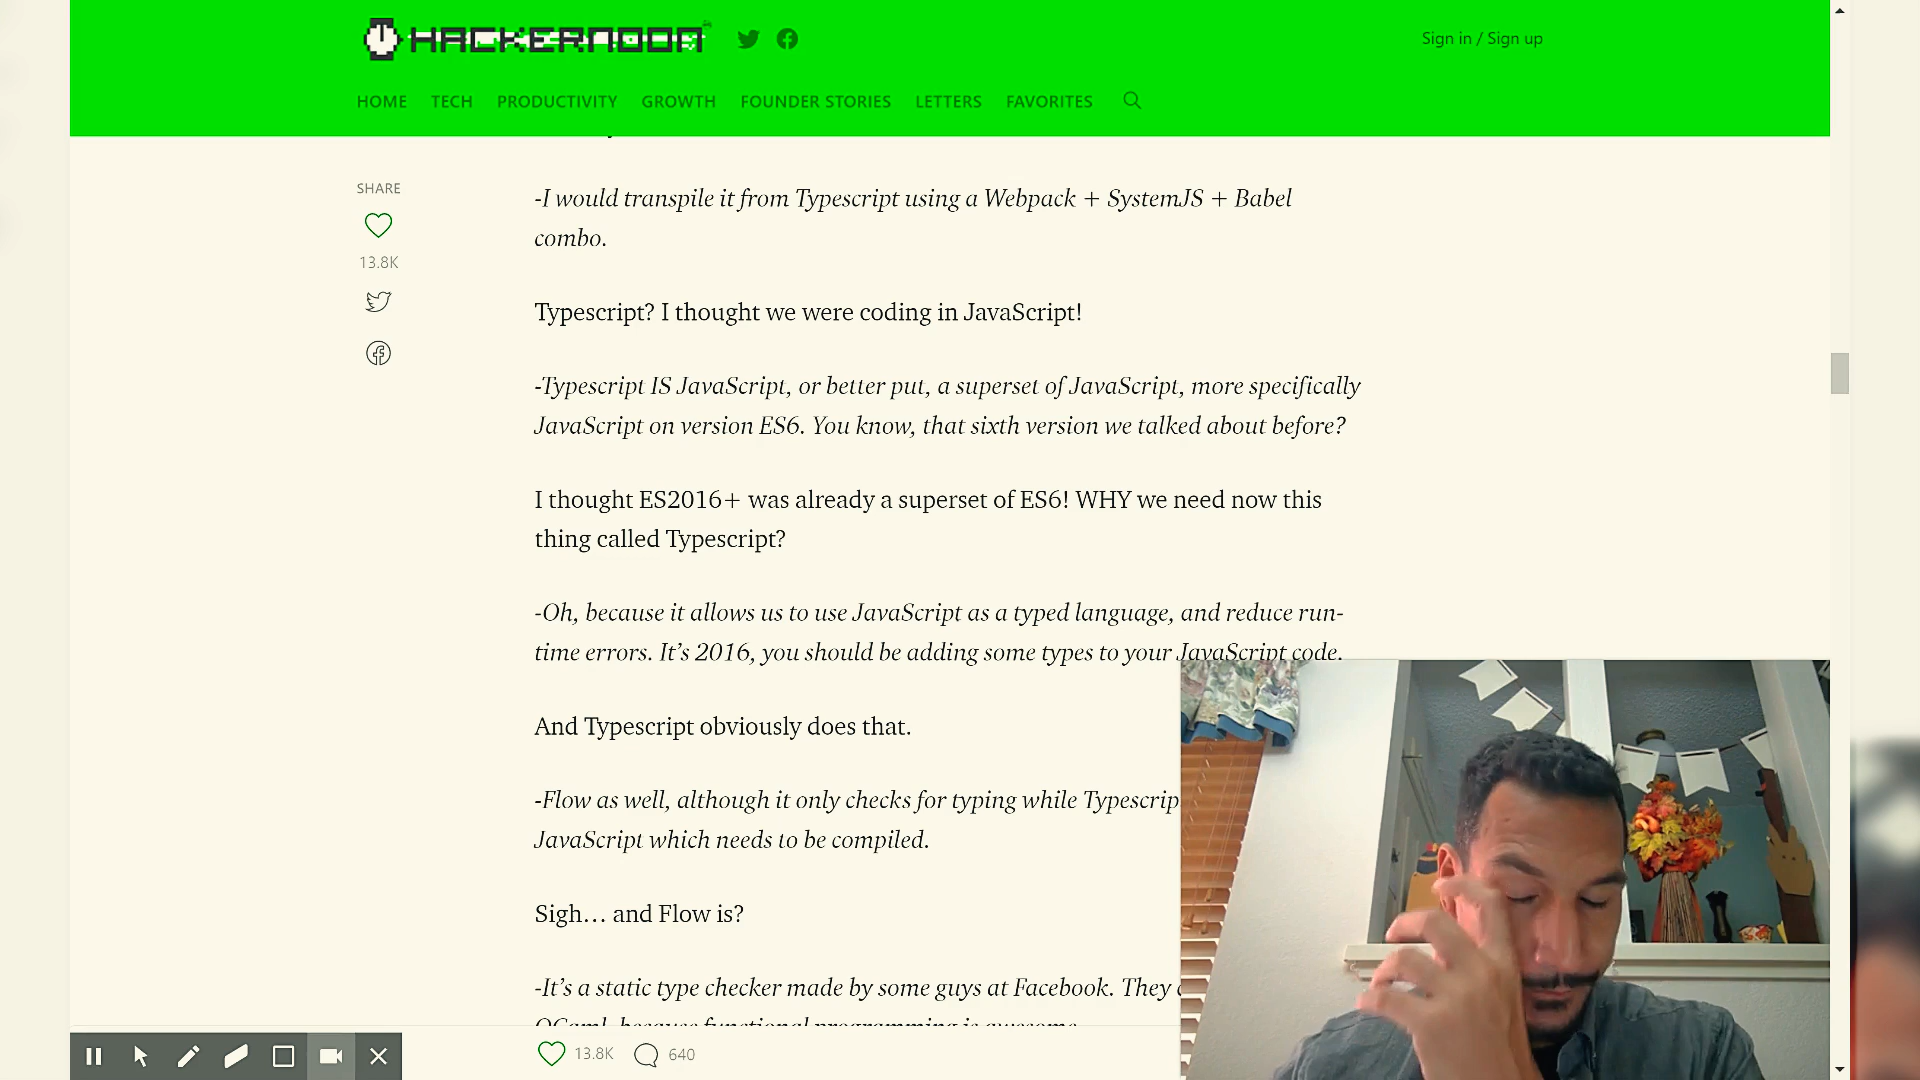 HACKERNOON
Sign in / Sign up
HOME TECH PRODUCTIVITY GROWTH FOUNDER STORIES LETTERS FAVORITES
SHARE
13.8K
-I would transpile it from Typescript using a Webpack + SystemJS + Babel
combo.
Typescript? I thought we were coding in JavaScript!
-Typescript IS JavaScript, or better put, a superset of JavaScript, more specifically
JavaScript on version ES6. You know, that sixth version we talked about before?
I thought ES2016+ was already a superset of ES6! WHY we need now this
thing called Typescript?
-Oh, because it allows us to use JavaScript as a typed language, and reduce run-
time errors. It’s 2016, you should be adding some types to your JavaScript code.
And Typescript obviously does that.
-Flow as well, although it only checks for typing while Typescrip
JavaScript which needs to be compiled.
Sigh… and Flow is?
-It’s a static type checker made by some guys at Facebook. They
OCaml, because functional programming is awesome.
13.8K 640